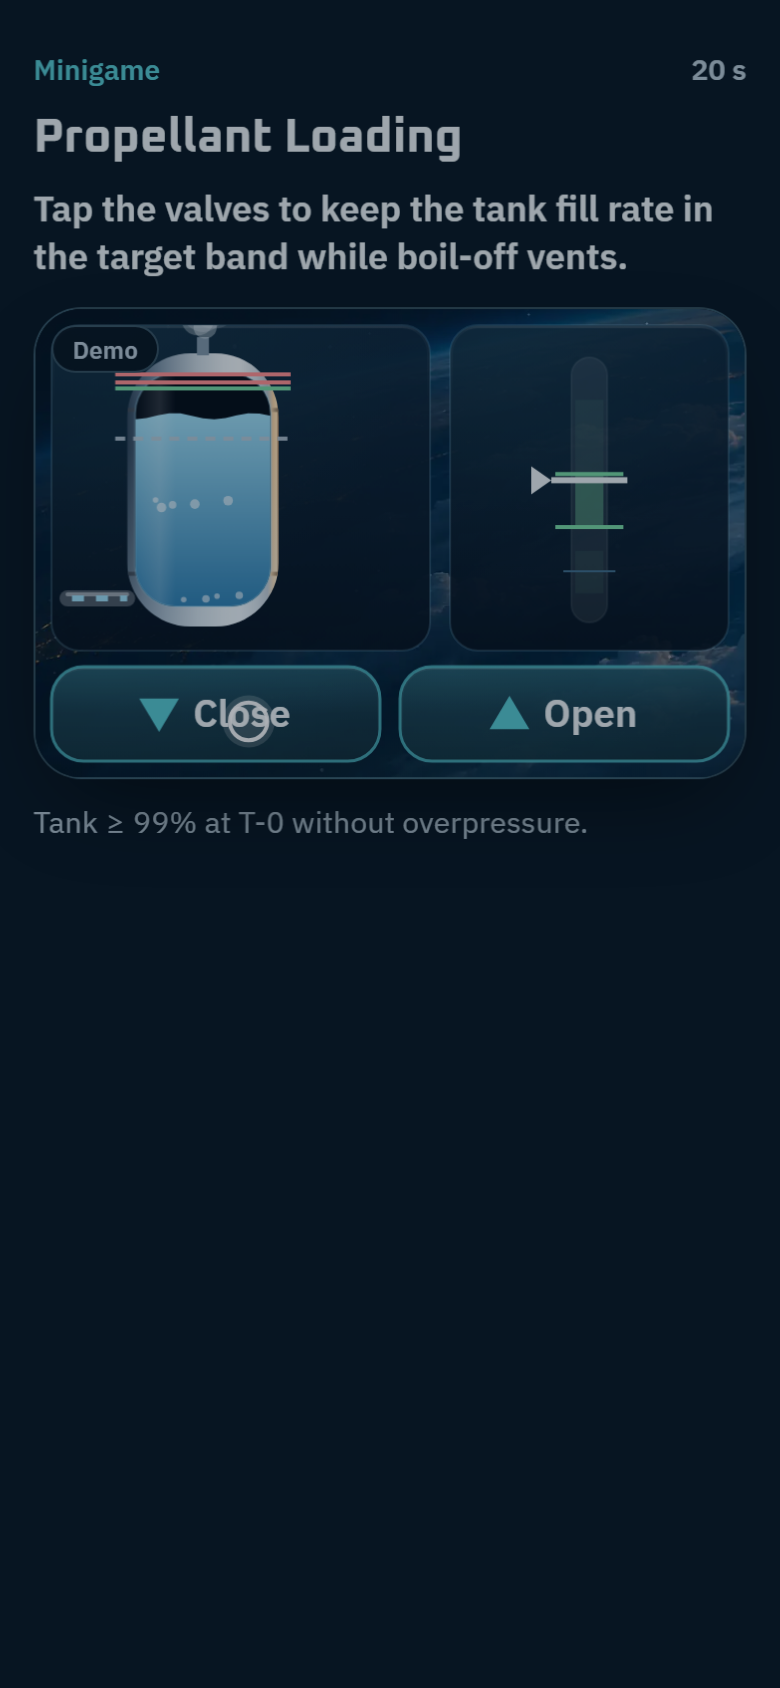 Minigame
20 s
Propellant Loading
Tap the valves to keep the tank fill rate in
the target band while boil-off vents.
Demo
Close
Open
Tank ≥ 99% at T-0 without overpressure.